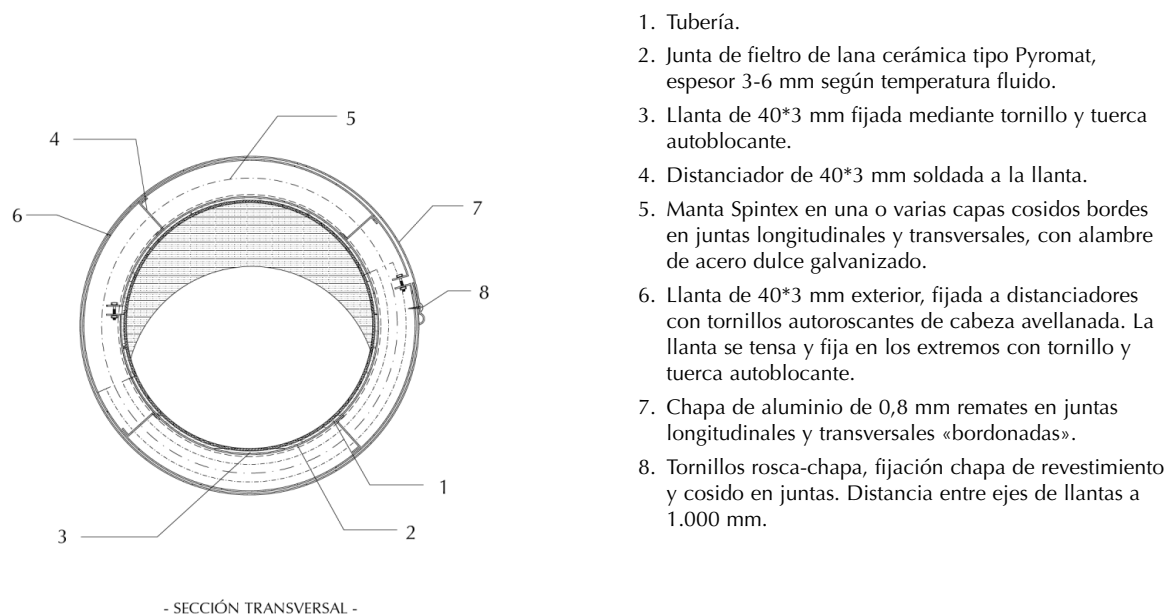 1. Tubería.
2. Junta de fieltro de lana cerámica tipo Pyromat,
espesor 3-6 mm según temperatura fluido.
3. Llanta de 40*3 mm fijada mediante tornillo y tuerca
autoblocante.
4. Distanciador de 40*3 mm soldada a la llanta.
5. Manta Spintex en una o varias capas cosidos bordes
en juntas longitudinales y transversales, con alambre
de acero dulce galvanizado.
6. Llanta de 40*3 mm exterior, fijada a distanciadores
con tornillos autoroscantes de cabeza avellanada. La
llanta se tensa y fija en los extremos con tornillo y
tuerca autoblocante.
7. Chapa de aluminio de 0,8 mm remates en juntas
longitudinales y transversales «bordonadas».
8. Tornillos rosca-chapa, fijación chapa de revestimiento
y cosido en juntas. Distancia entre ejes de llantas a
1.000 mm.
5
4
6
7
8
1
2
3
- SECCIÓN TRANSVERSAL -